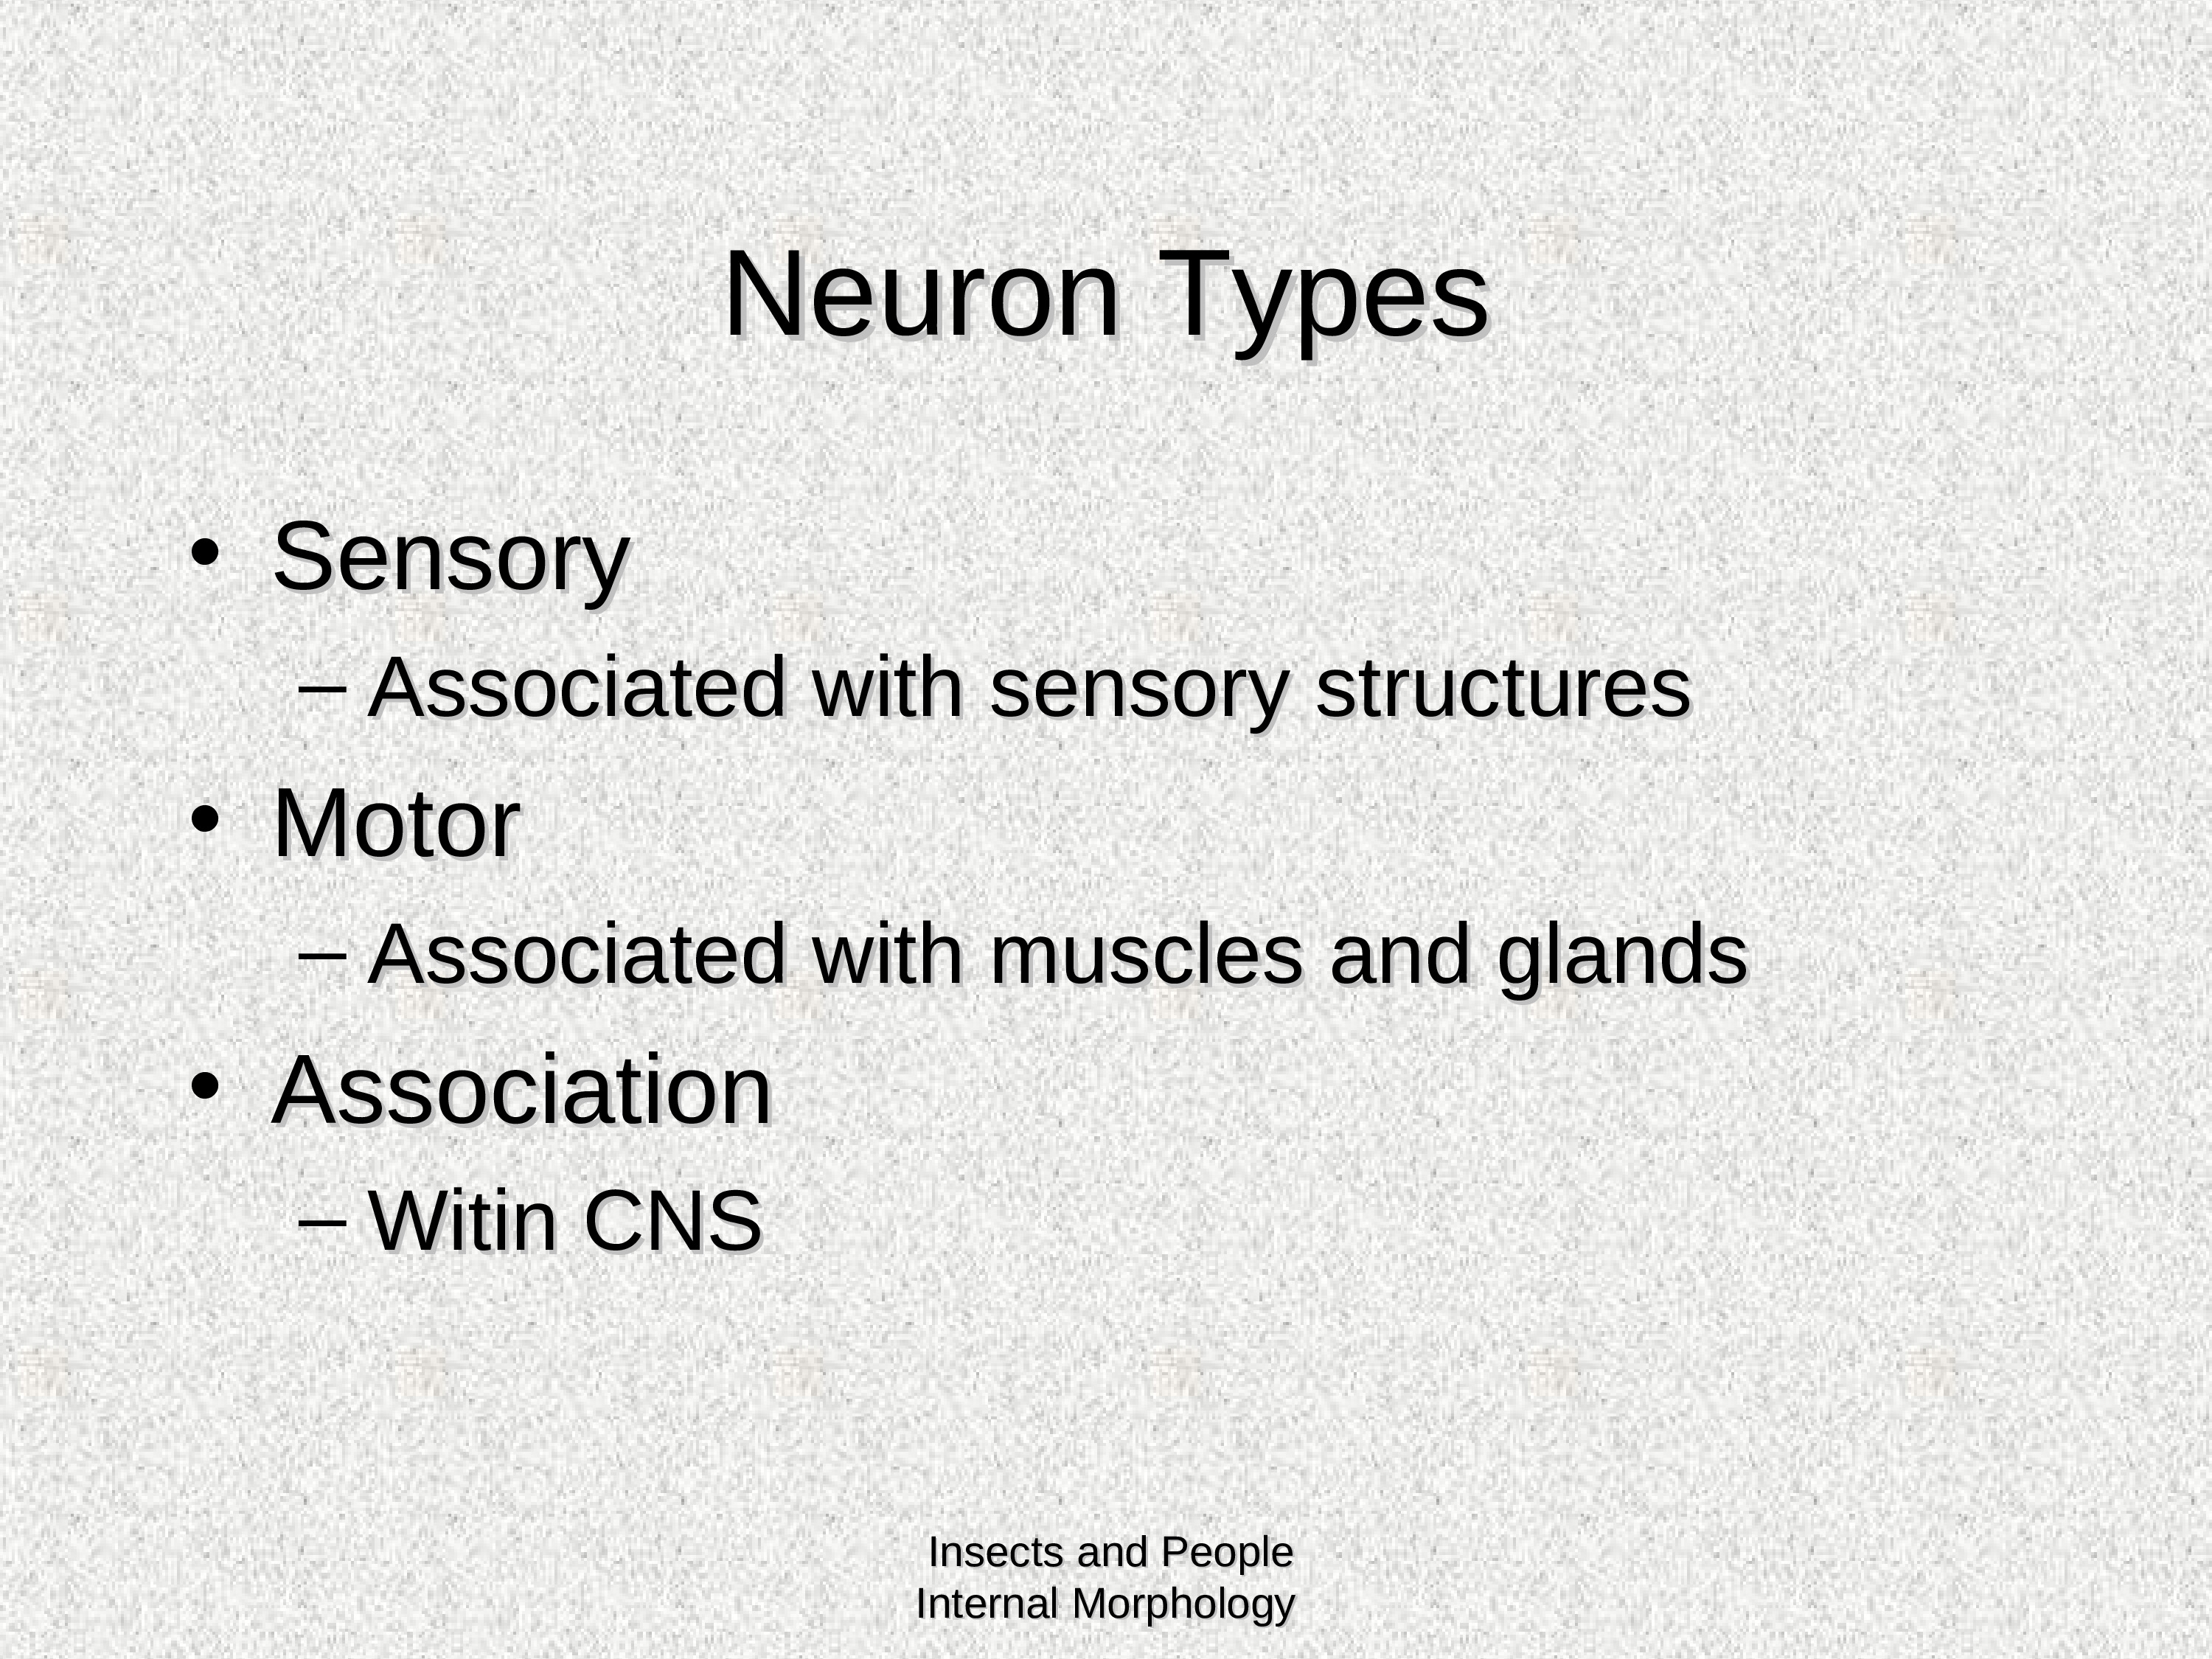 Neuron Types
• Sensory
– Associated with sensory structures
• Motor
– Associated with muscles and glands
• Association
– Witin CNS
Insects and People
Internal Morphology